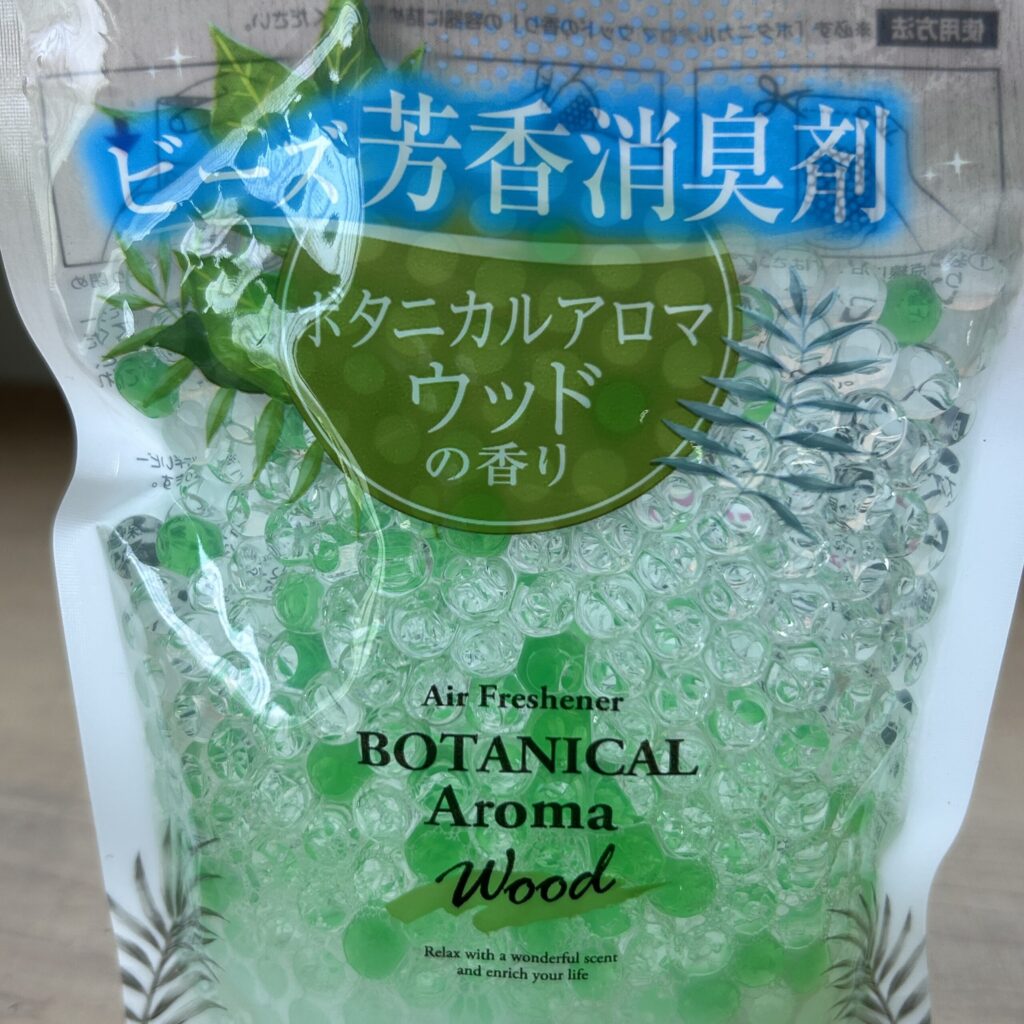 ビーズ芳香消臭剤
ボタニカルアロマ
ウッド
の香り
Air Freshener
BOTANICAL
Aroma
Wood
Relax with a wonderful scent
and enrich your life